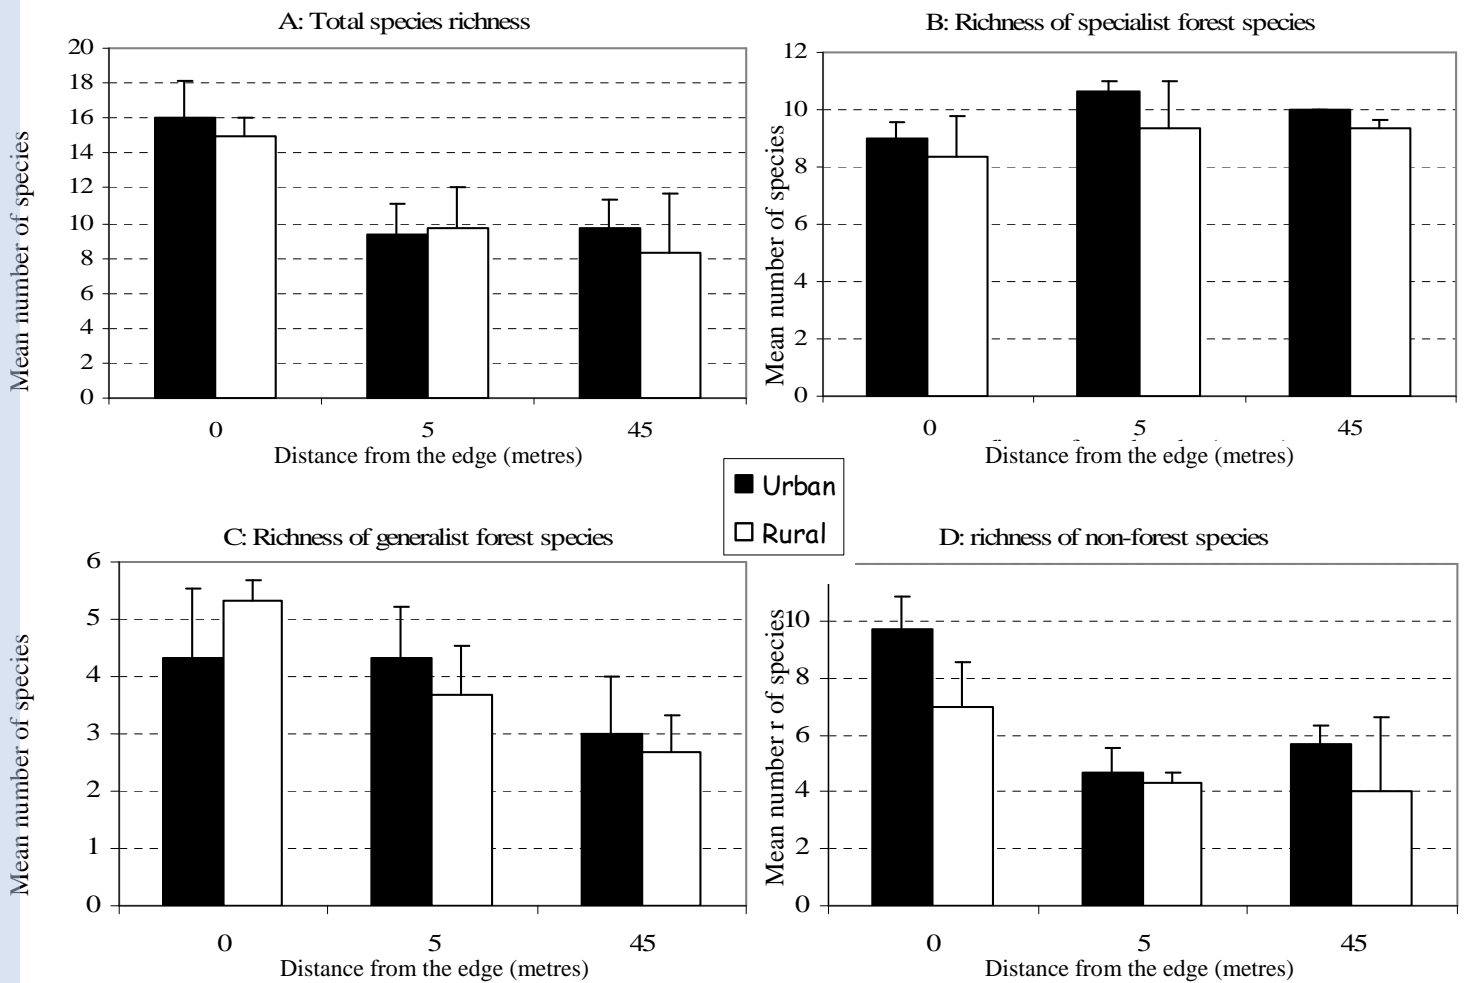 A: Total species richness
20
18
16
14
12
10
8
6
4
2
0
Mean number of species
0 5 45
Distance from the edge (metres)
B: Richness of specialist forest species
12
10
8
6
4
2
0
Mean number of species
0 5 45
Distance from the edge (metres)
Urban
Rural
C: Richness of generalist forest species
6
5
4
3
2
1
0
Mean number of species
0 5 45
Distance from the edge (metres)
D: richness of non-forest species
10
8
6
4
2
0
Mean number r of species
0 5 45
Distance from the edge (metres)